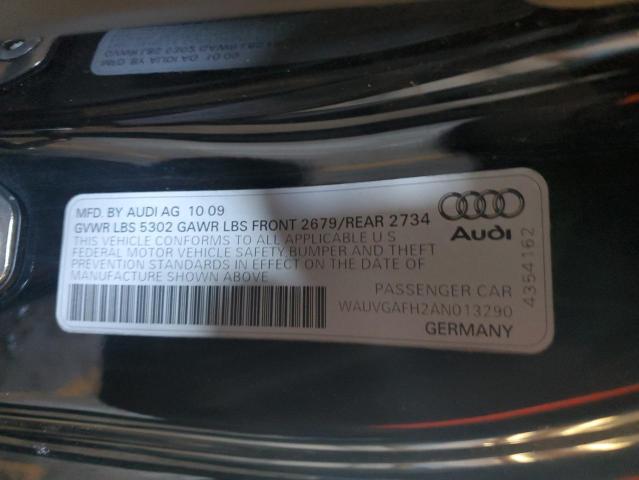 MFD. BY AUDI AG 10 09
GVWR LBS 5302 GAWR LBS FRONT 2679/REAR 2734
THIS VEHICLE CONFORMS TO ALL APPLICABLE U S
FEDERAL MOTOR VEHICLE SAFETY,BUMPER AND THEFT
PREVENTION STANDARDS IN EFFECT ON THE DATE OF
MANUFACTURE SHOWN ABOVE
Audi
4354162
PASSENGER CAR
WAUVGAFH2AN013290
GERMANY